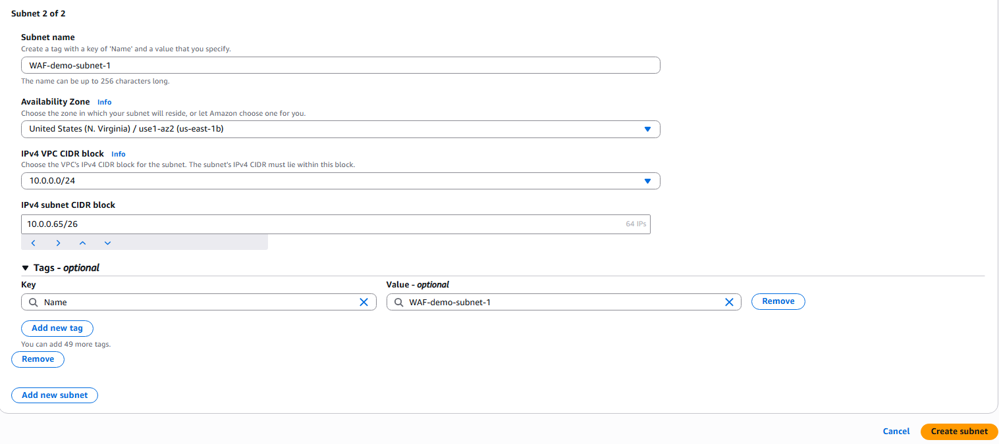 Subnet 2 of 2
Subnet name
Create a tag with a key of 'Name' and a value that you specify.
WAF-demo-subnet-1
The name can be up to 256 characters long.
Availability Zone Info
Choose the zone in which your subnet will reside, or let Amazon choose one for you.
United States (N. Virginia) / use1-az2 (us-east-1b)
IPv4 VPC CIDR block Info
Choose the VPC's IPv4 CIDR block for the subnet. The subnet's IPv4 CIDR must lie within this block.
10.0.0.0/24
IPv4 subnet CIDR block
10.0.0.65/26 64 IPs
Tags - optional
Key Value - optional
Name WAF-demo-subnet-1 Remove
Add new tag
You can add 49 more tags.
Remove
Add new subnet
Cancel Create subnet